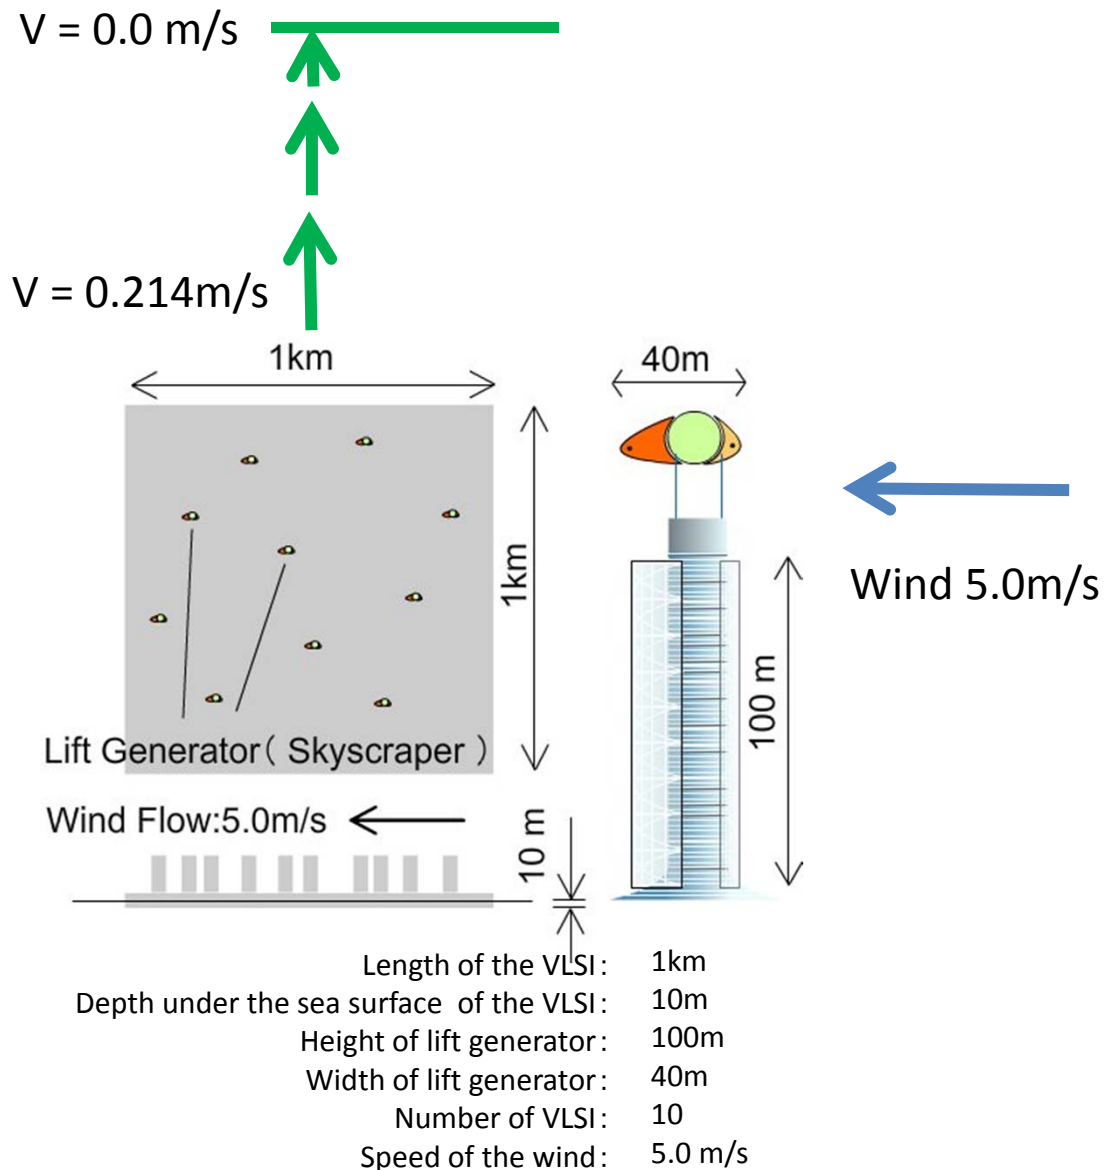 V = 0.0 m/s
V = 0.214m/s
1km
40m
1km
Wind 5.0m/s
100 m
Lift Generator( Skyscraper )
Wind Flow:5.0m/s
10 m
Length of the VLSI: 1km
Depth under the sea surface of the VLSI: 10m
Height of lift generator: 100m
Width of lift generator: 40m
Number of VLSI: 10
Speed of the wind: 5.0 m/s